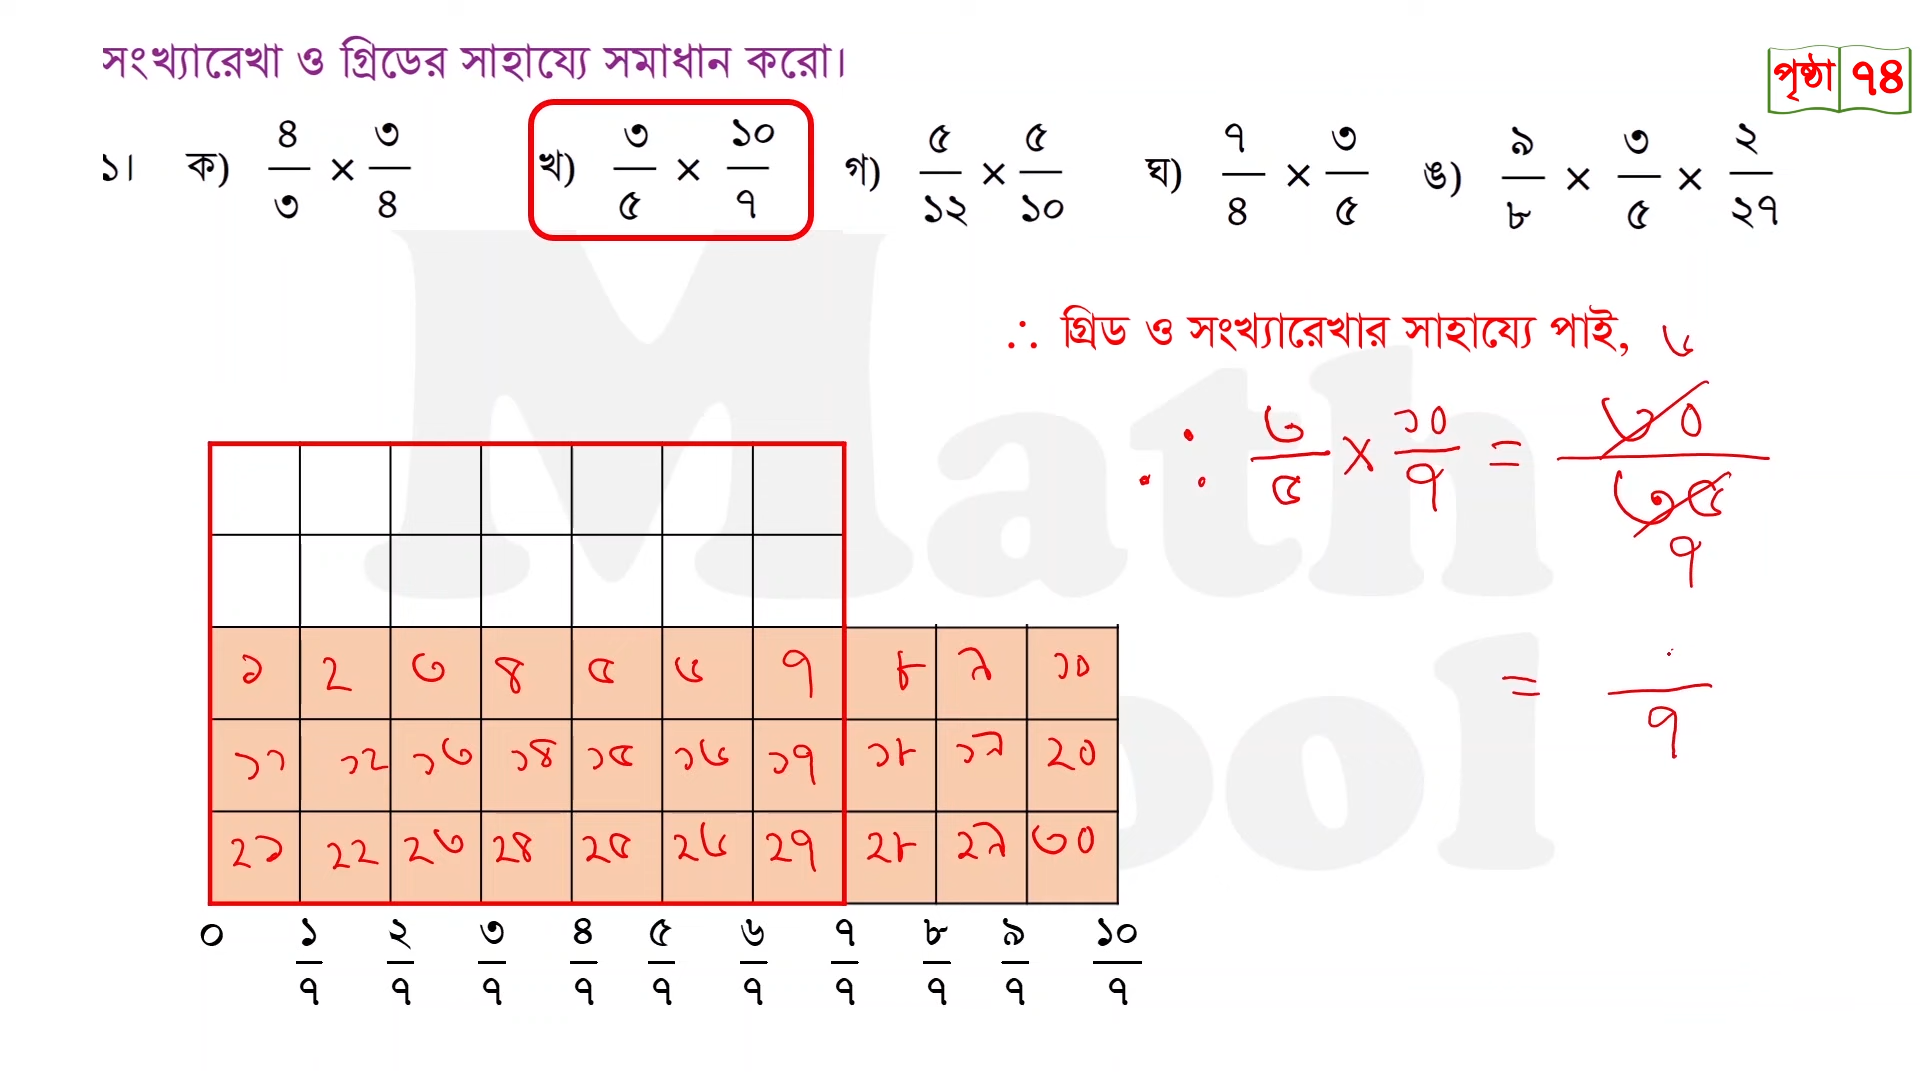 সংখ্যারেখা ও গ্রিডের সাহায্যে সমাধান করো।
পৃষ্ঠা ৭৪
১। ক) ৪/৩ × ৩/৪ খ) ৩/৫ × ১০/৭ গ) ৫/১২ × ৫/১০ ঘ) ৭/৪ × ৩/৫ ঙ) ৯/৮ × ৩/৫ × ২/২৭
∴ গ্রিড ও সংখ্যারেখার সাহায্যে পাই,
৬
∴ ৩/৫ × ১০/৭ = ৩০/৩৫
৭
= /৭
১ ২ ৩ ৪ ৫ ৬ ৭ ৮ ৯ ১০
১১ ১২ ১৩ ১৪ ১৫ ১৬ ১৭ ১৮ ১৯ ২০
২১ ২২ ২৩ ২৪ ২৫ ২৬ ২৭ ২৮ ২৯ ৩০
০ ১/৭ ২/৭ ৩/৭ ৪/৭ ৫/৭ ৬/৭ ৭/৭ ৮/৭ ৯/৭ ১০/৭
Math
ool